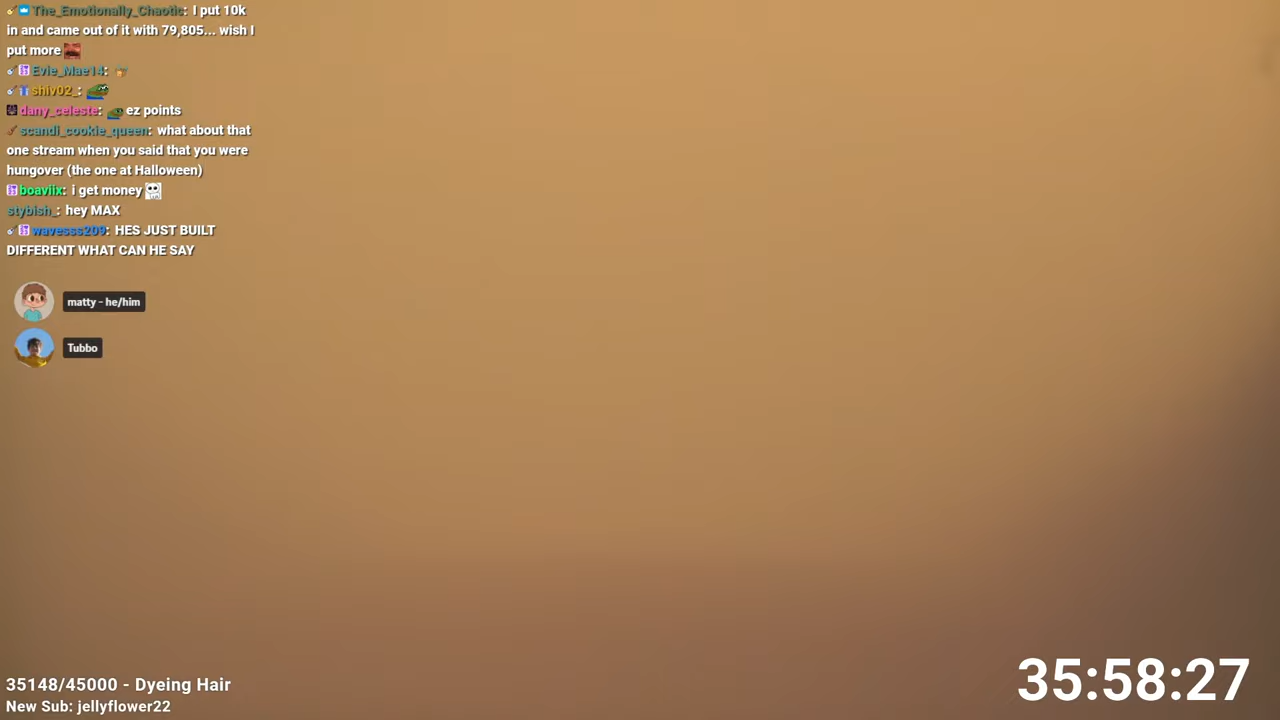 The_Emotionally_Chaotic: I put 10k
in and came out of it with 79,805... wish I
put more
Evie_Mae14:
shiv02_:
dany_celeste: ez points
scandi_cookie_queen: what about that
one stream when you said that you were
hungover (the one at Halloween)
boaviix: i get money
stybish_: hey MAX
wavesss209: HES JUST BUILT
DIFFERENT WHAT CAN HE SAY
matty - he/him
Tubbo
35148/45000 - Dyeing Hair
New Sub: jellyflower22
35:58:27